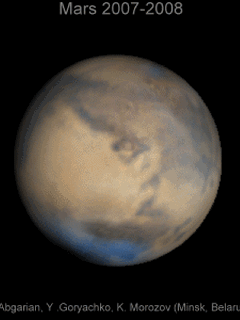 Mars 2007-2008
Abgarian, Y .Goryachko, K. Morozov (Minsk, Belaru